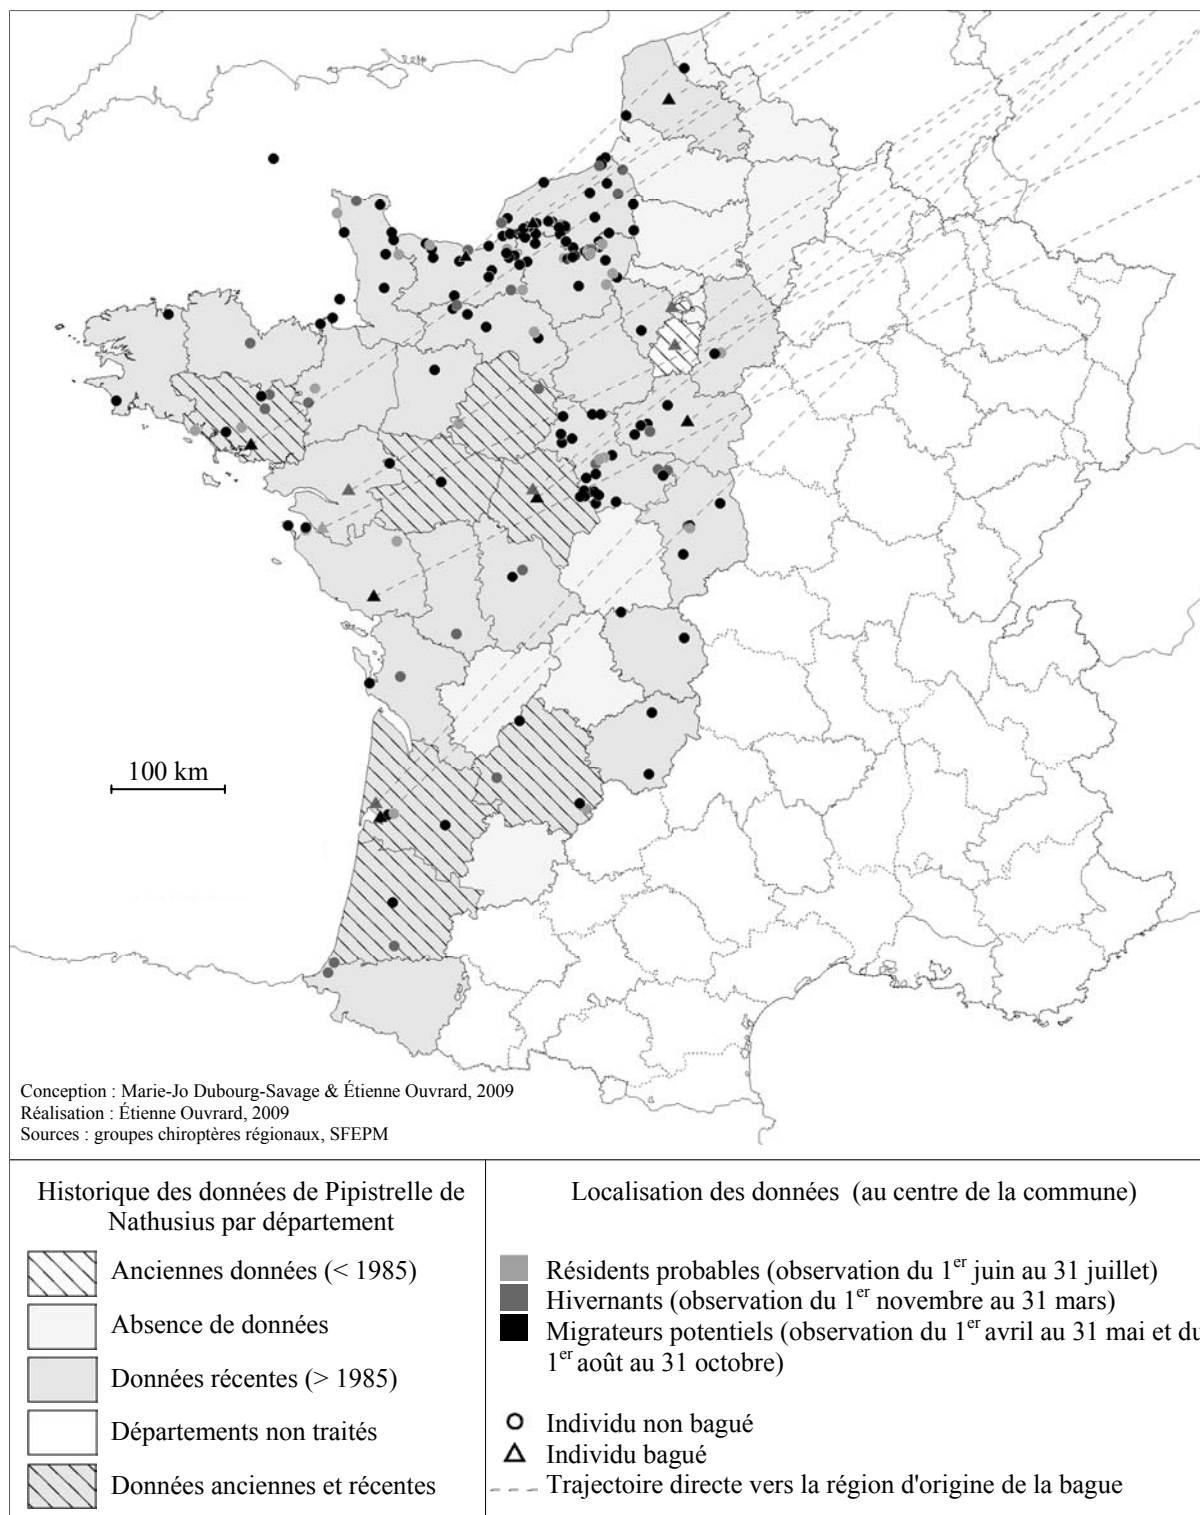 100 km
Conception : Marie-Jo Dubourg-Savage & Étienne Ouvrard, 2009
Réalisation : Étienne Ouvrard, 2009
Sources : groupes chiroptères régionaux, SFEPM
Historique des données de Pipistrelle de
Nathusius par département
Anciennes données (< 1985)
Absence de données
Données récentes (> 1985)
Départements non traités
Données anciennes et récentes
Localisation des données (au centre de la commune)
Résidents probables (observation du 1er juin au 31 juillet)
Hivernants (observation du 1er novembre au 31 mars)
Migrateurs potentiels (observation du 1er avril au 31 mai et du
1er août au 31 octobre)
Individu non bagué
Individu bagué
Trajectoire directe vers la région d'origine de la bague